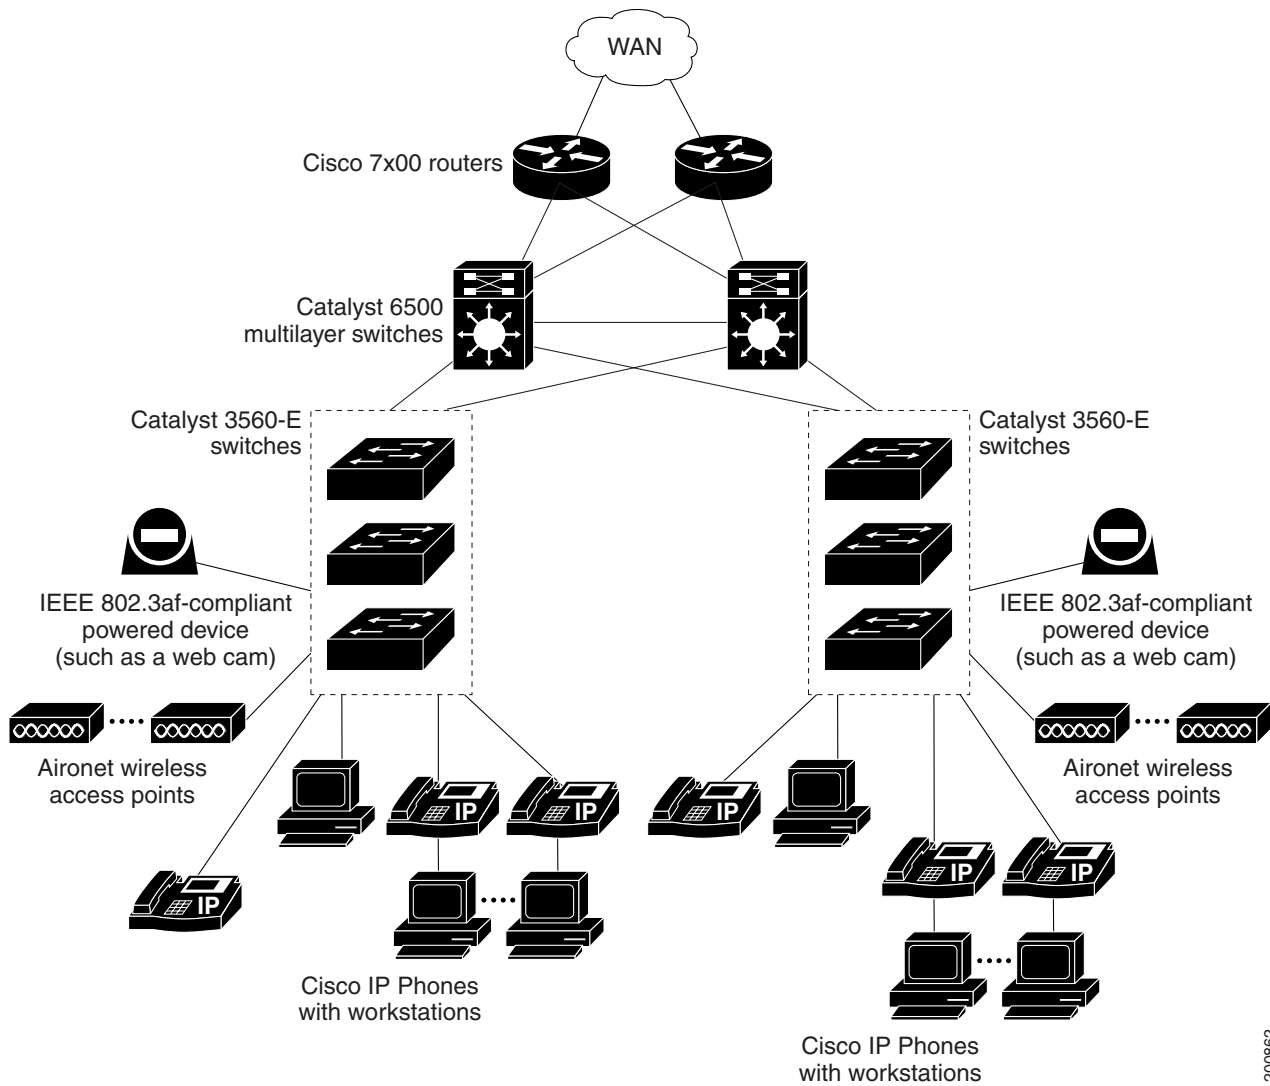 WAN
Cisco 7x00 routers
Catalyst 6500
multilayer switches
Catalyst 3560-E
switches
Catalyst 3560-E
switches
IEEE 802.3af-compliant
powered device
(such as a web cam)
IEEE 802.3af-compliant
powered device
(such as a web cam)
Aironet wireless
access points
Aironet wireless
access points
IP
IP
IP
IP
IP
IP
IP
Cisco IP Phones
with workstations
Cisco IP Phones
with workstations
200862